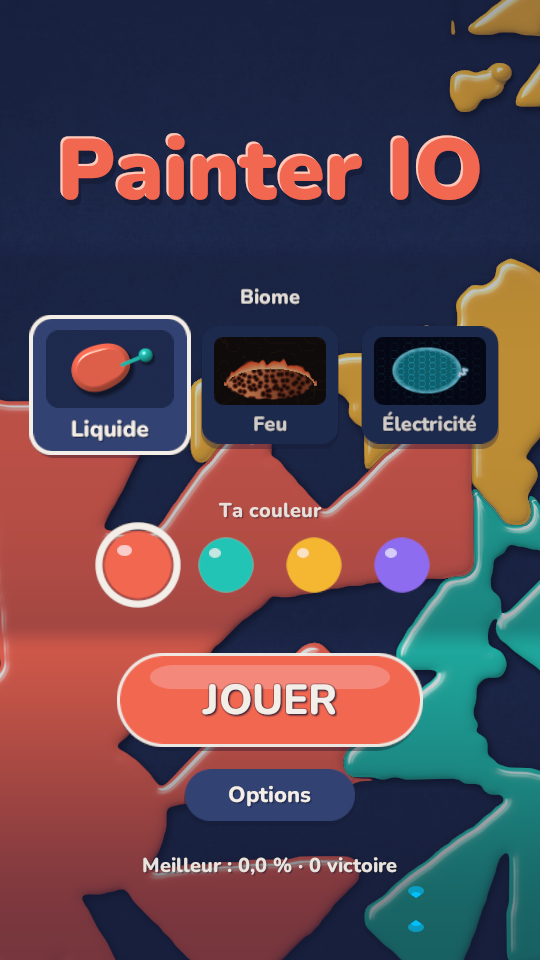 Painter IO
Biome
Liquide
Feu
Électricité
Ta couleur
JOUER
Options
Meilleur : 0,0 % · 0 victoire